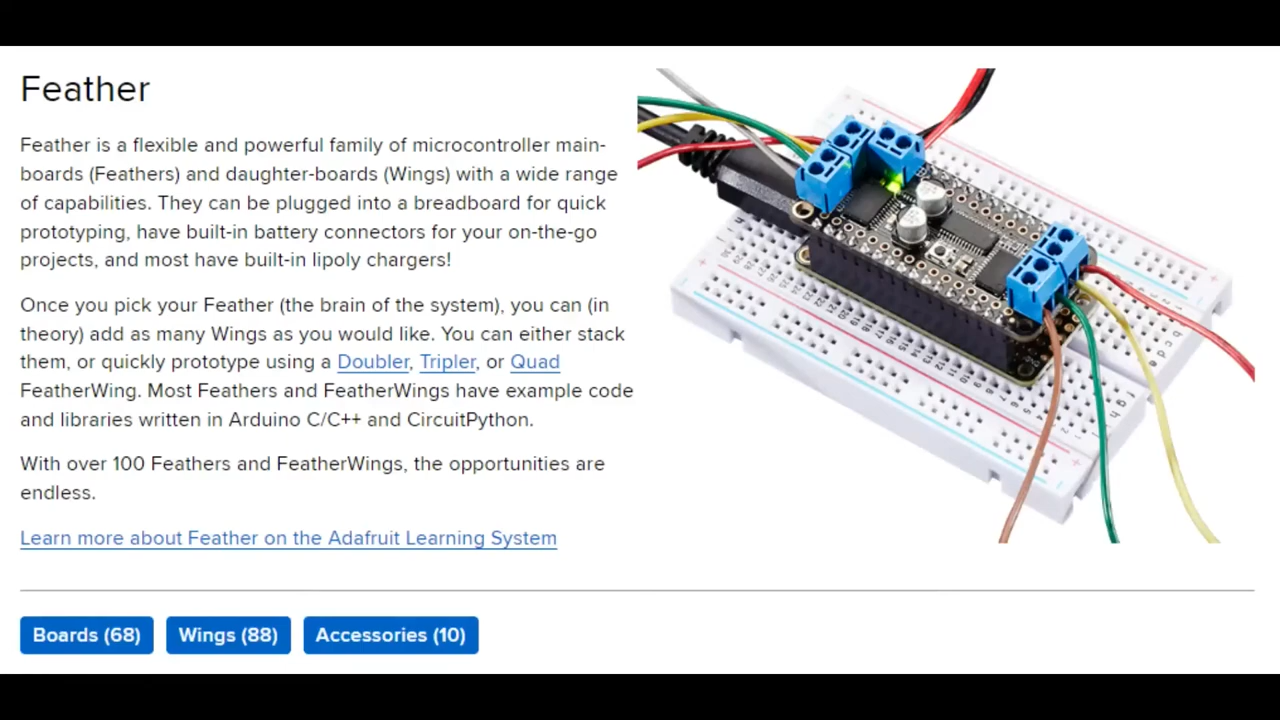 Feather
Feather is a flexible and powerful family of microcontroller main-
boards (Feathers) and daughter-boards (Wings) with a wide range
of capabilities. They can be plugged into a breadboard for quick
prototyping, have built-in battery connectors for your on-the-go
projects, and most have built-in lipoly chargers!
Once you pick your Feather (the brain of the system), you can (in
theory) add as many Wings as you would like. You can either stack
them, or quickly prototype using a Doubler, Tripler, or Quad
FeatherWing. Most Feathers and FeatherWings have example code
and libraries written in Arduino C/C++ and CircuitPython.
With over 100 Feathers and FeatherWings, the opportunities are
endless.
Learn more about Feather on the Adafruit Learning System
Boards (68) Wings (88) Accessories (10)